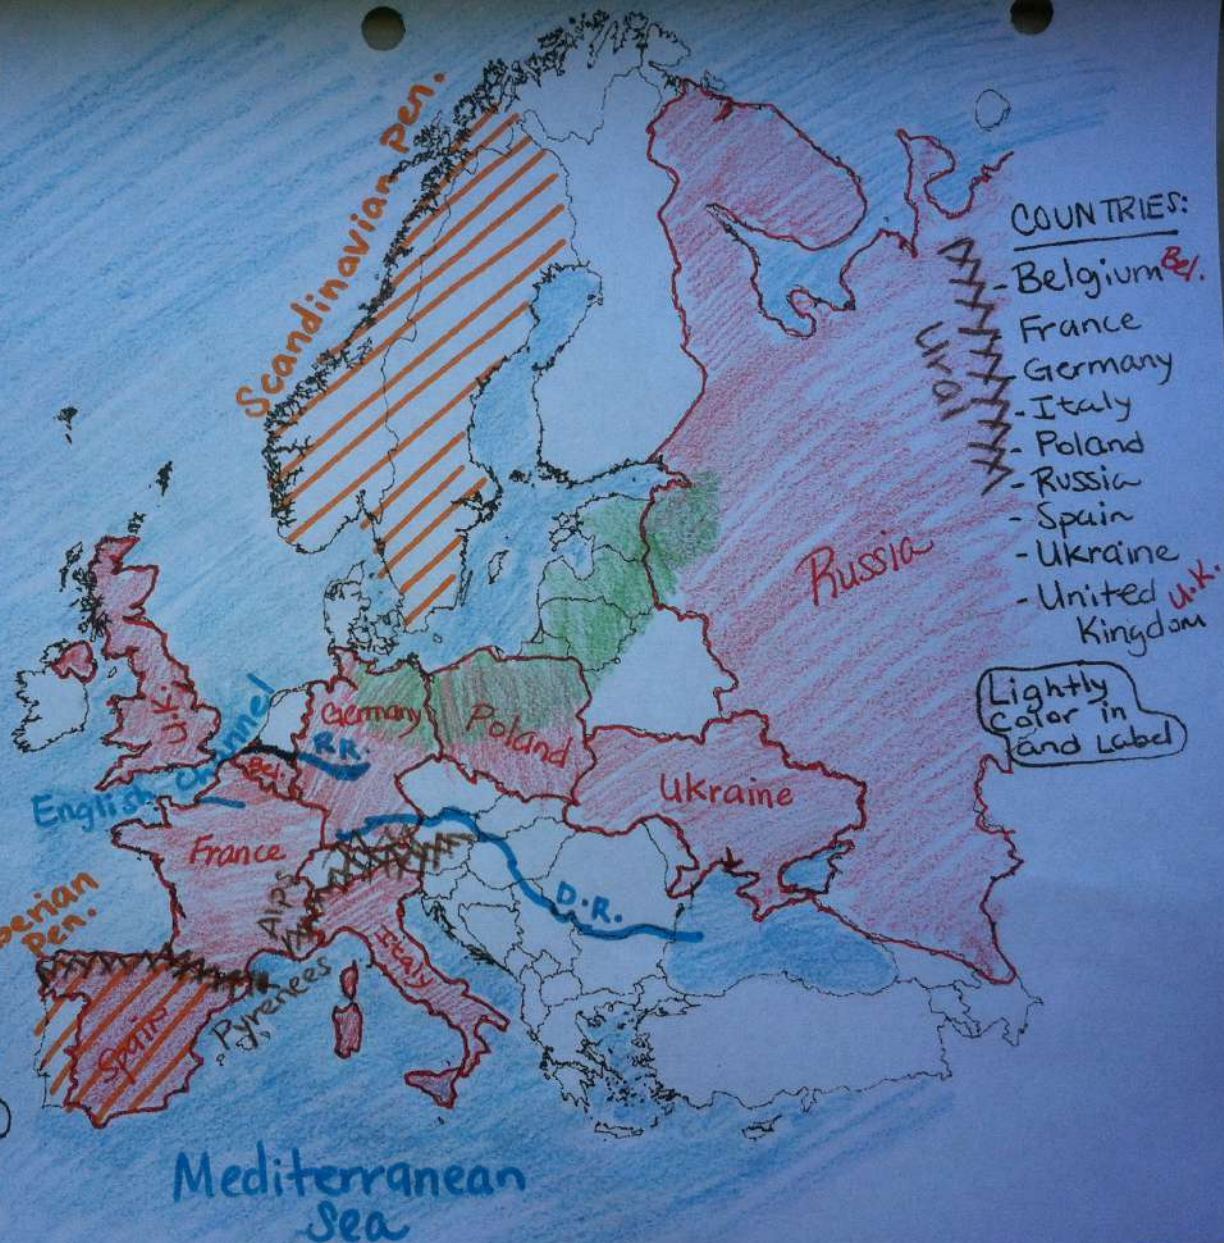 Scandinavian Pen.
COUNTRIES:
- Belgium Bel.
France
- Germany
- Italy
- Poland
- Russia
- Spain
- Ukraine
- United U.K.
Kingdom
Ural
Russia
Lightly
Color in
and Label
U.K.
English Channel
Germany
R.R.
Bel.
Poland
Ukraine
France
Alps
D.R.
perian
Pen.
Italy
Pyrenees
Spain
Mediterranean
Sea